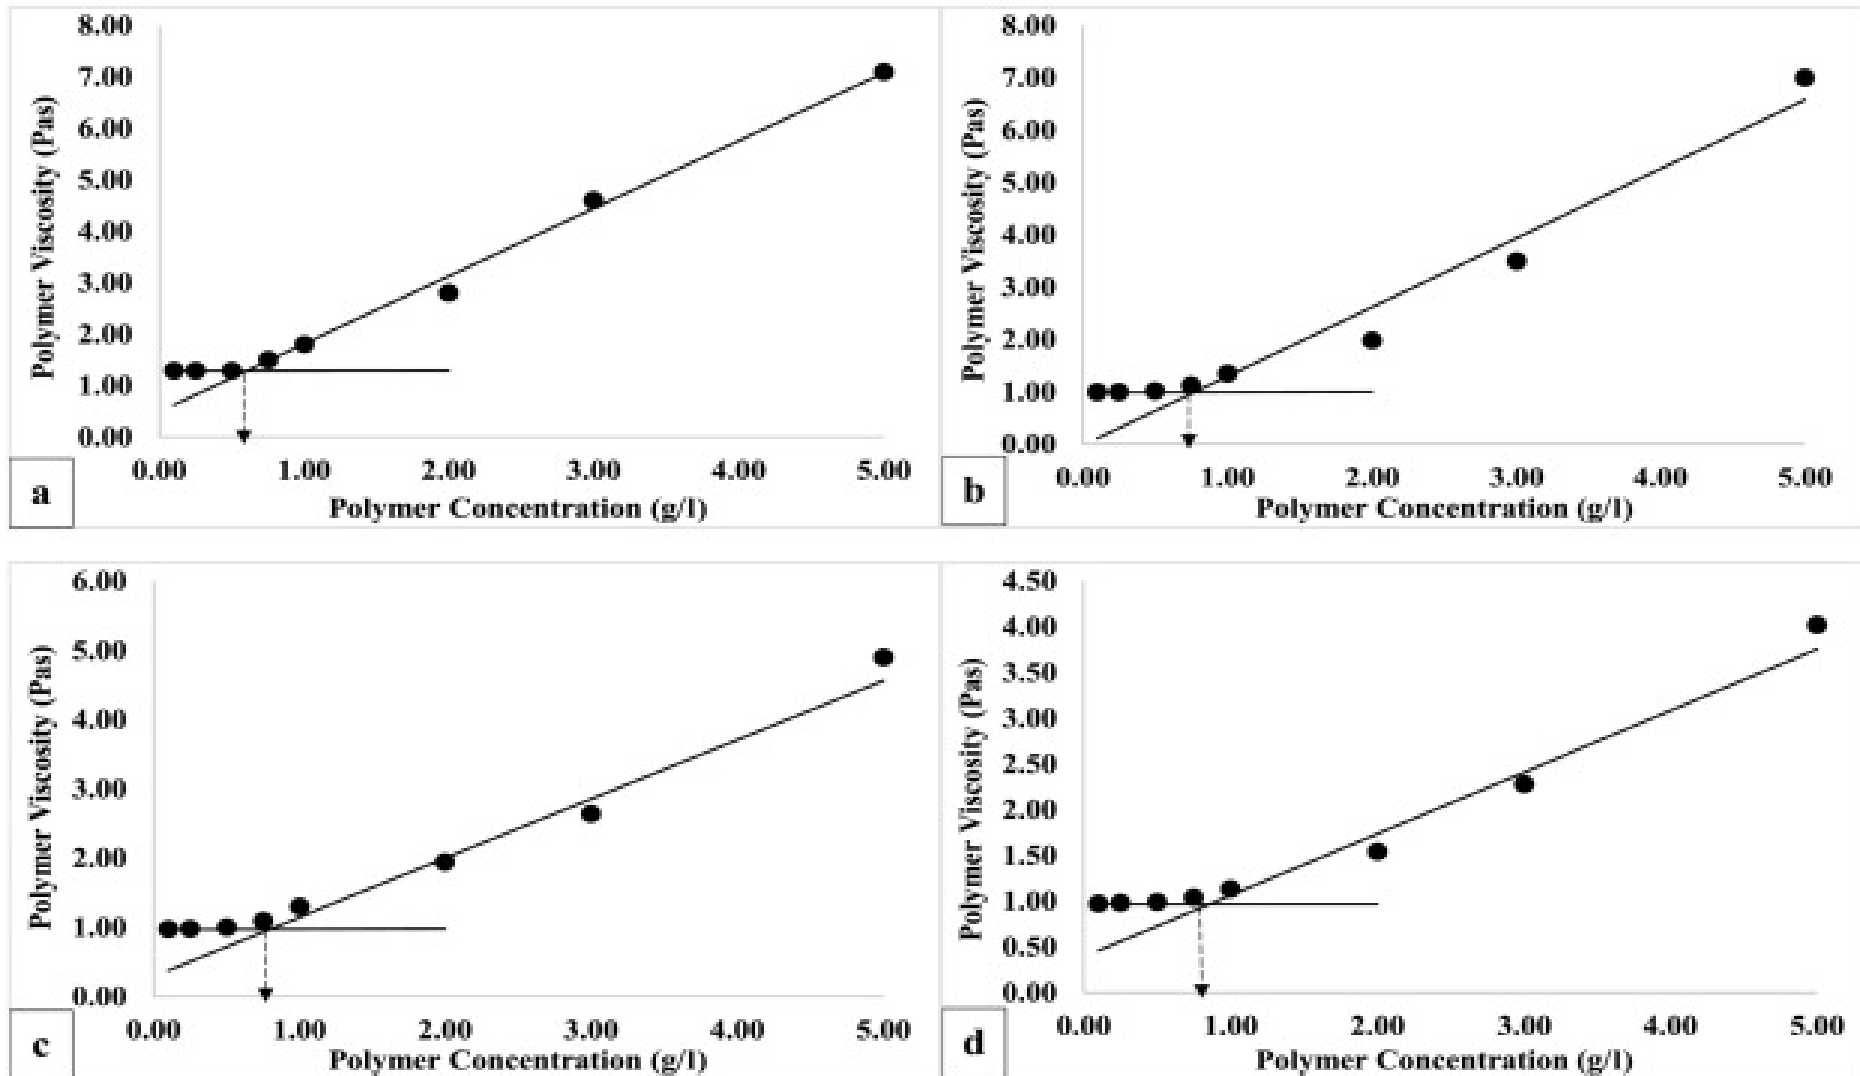 8.00
7.00
6.00
5.00
4.00
3.00
2.00
1.00
0.00
Polymer Viscosity (Pas)
0.00 1.00 2.00 3.00 4.00 5.00
Polymer Concentration (g/l)
a
8.00
7.00
6.00
5.00
4.00
3.00
2.00
1.00
0.00
Polymer Viscosity (Pas)
0.00 1.00 2.00 3.00 4.00 5.00
Polymer Concentration (g/l)
b
6.00
5.00
4.00
3.00
2.00
1.00
0.00
Polymer Viscosity (Pas)
0.00 1.00 2.00 3.00 4.00 5.00
Polymer Concentration (g/l)
c
4.50
4.00
3.50
3.00
2.50
2.00
1.50
1.00
0.50
0.00
Polymer Viscosity (Pas)
0.00 1.00 2.00 3.00 4.00 5.00
Polymer Concentration (g/l)
d